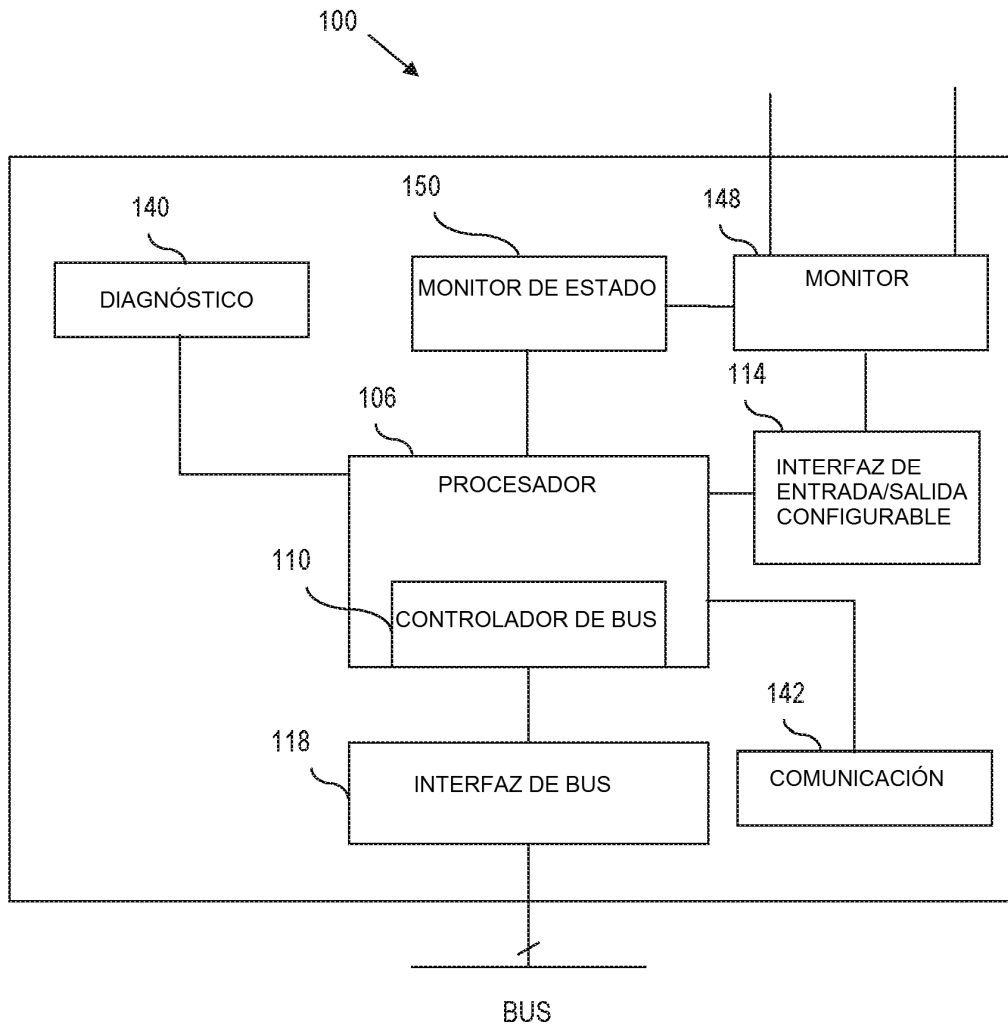 100
150
148
140
MONITOR DE ESTADO
MONITOR
DIAGNÓSTICO
114
106
PROCESADOR
INTERFAZ DE
ENTRADA/SALIDA
CONFIGURABLE
110
CONTROLADOR DE BUS
142
118
INTERFAZ DE BUS
COMUNICACIÓN
BUS